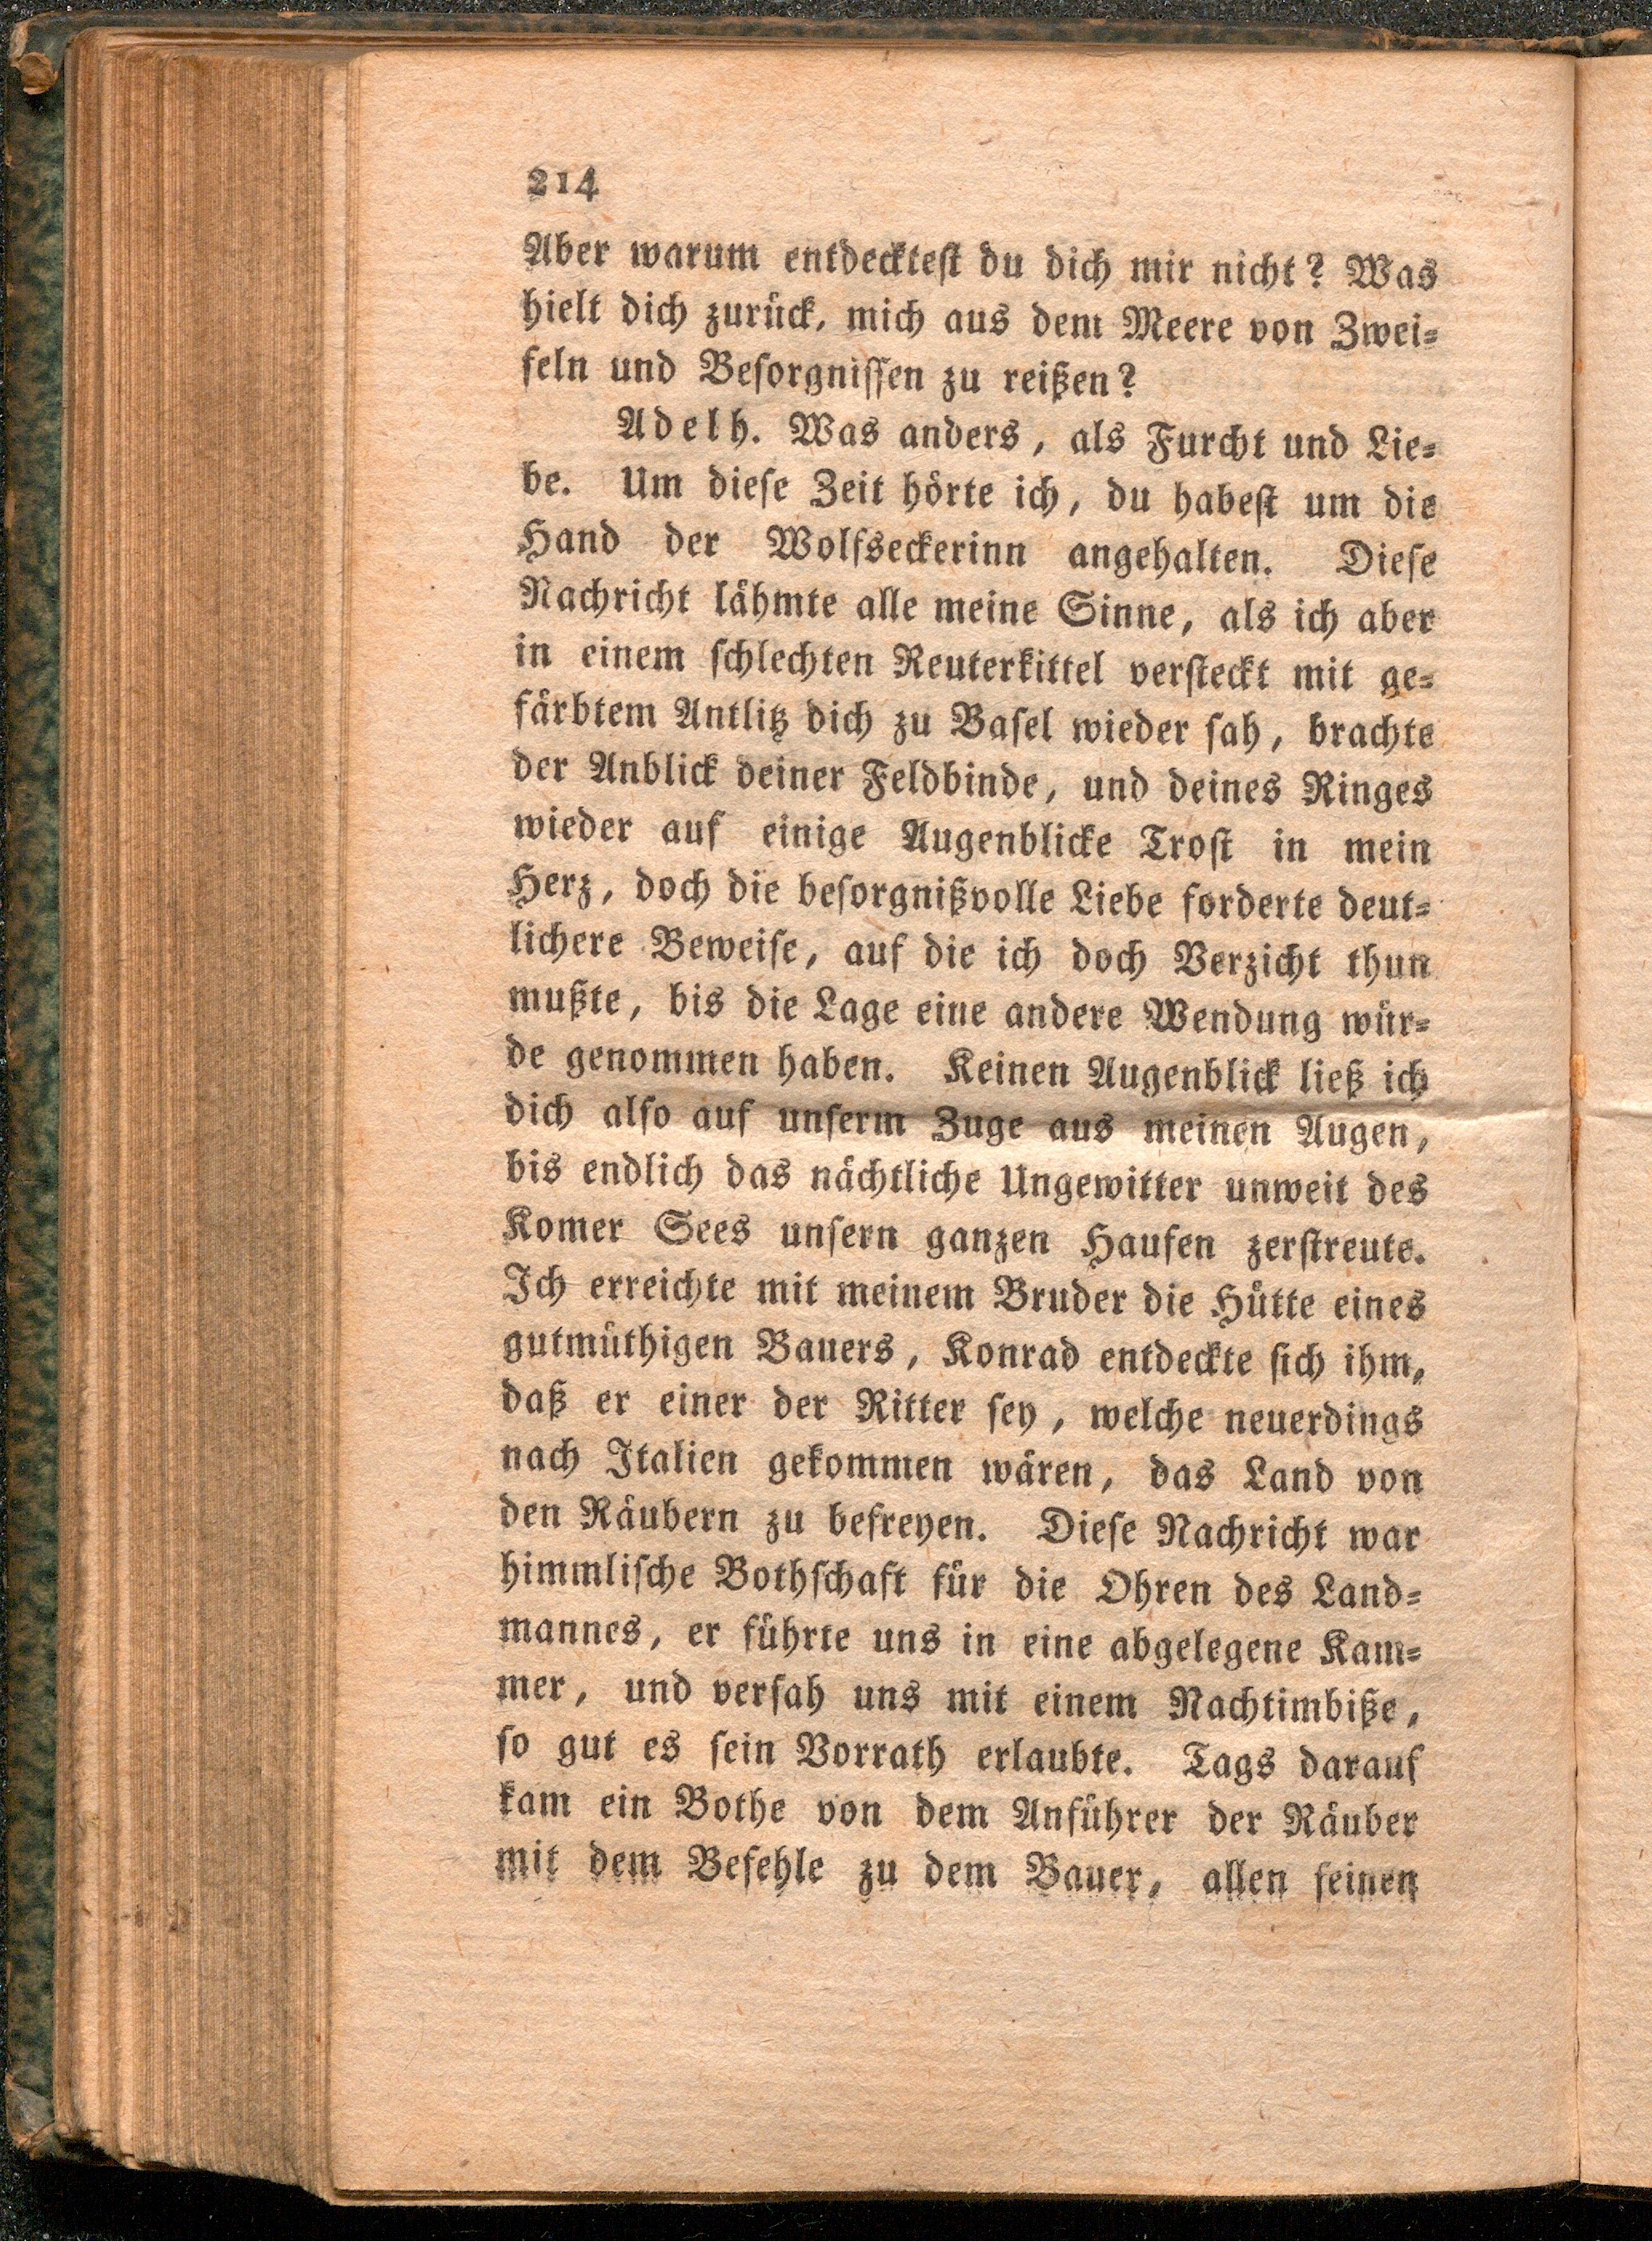 214
Aber warum entdecktest du dich mir nicht? Was
hielt dich zurück, mich aus dem Meere von Zwei-
feln und Besorgnissen zu reißen?
Adelh. Was anders, als Furcht und Lie-
be. Um diese Zeit hörte ich, du habest um die
Hand der Wolfseckerinn angehalten. Diese
Nachricht lähmte alle meine Sinne, als ich aber
in einem schlechten Reuterkittel versteckt mit ge-
färbtem Antlitz dich zu Basel wieder sah, brachte
der Anblick deiner Feldbinde, und deines Ringes
wieder auf einige Augenblicke Trost in mein
Herz, doch die besorgnißvolle Liebe forderte deut-
lichere Beweise, auf die ich doch Verzicht thun
mußte, bis die Lage eine andere Wendung wür-
de genommen haben. Keinen Augenblick ließ ich
dich also auf unserm Zuge aus meinen Augen,
bis endlich das nächtliche Ungewitter unweit des
Komer Sees unsern ganzen Haufen zerstreute.
Ich erreichte mit meinem Bruder die Hütte eines
gutmüthigen Bauers, Konrad entdeckte sich ihm,
daß er einer der Ritter sey, welche neuerdings
nach Italien gekommen wären, das Land von
den Räubern zu befreyen. Diese Nachricht war
himmlische Bothschaft für die Ohren des Land-
mannes, er führte uns in eine abgelegene Kam-
mer, und versah uns mit einem Nachtimbiße,
so gut es sein Vorrath erlaubte. Tags darauf
kam ein Bothe von dem Anführer der Räuber
mit dem Befehle zu dem Bauer, allen seinen